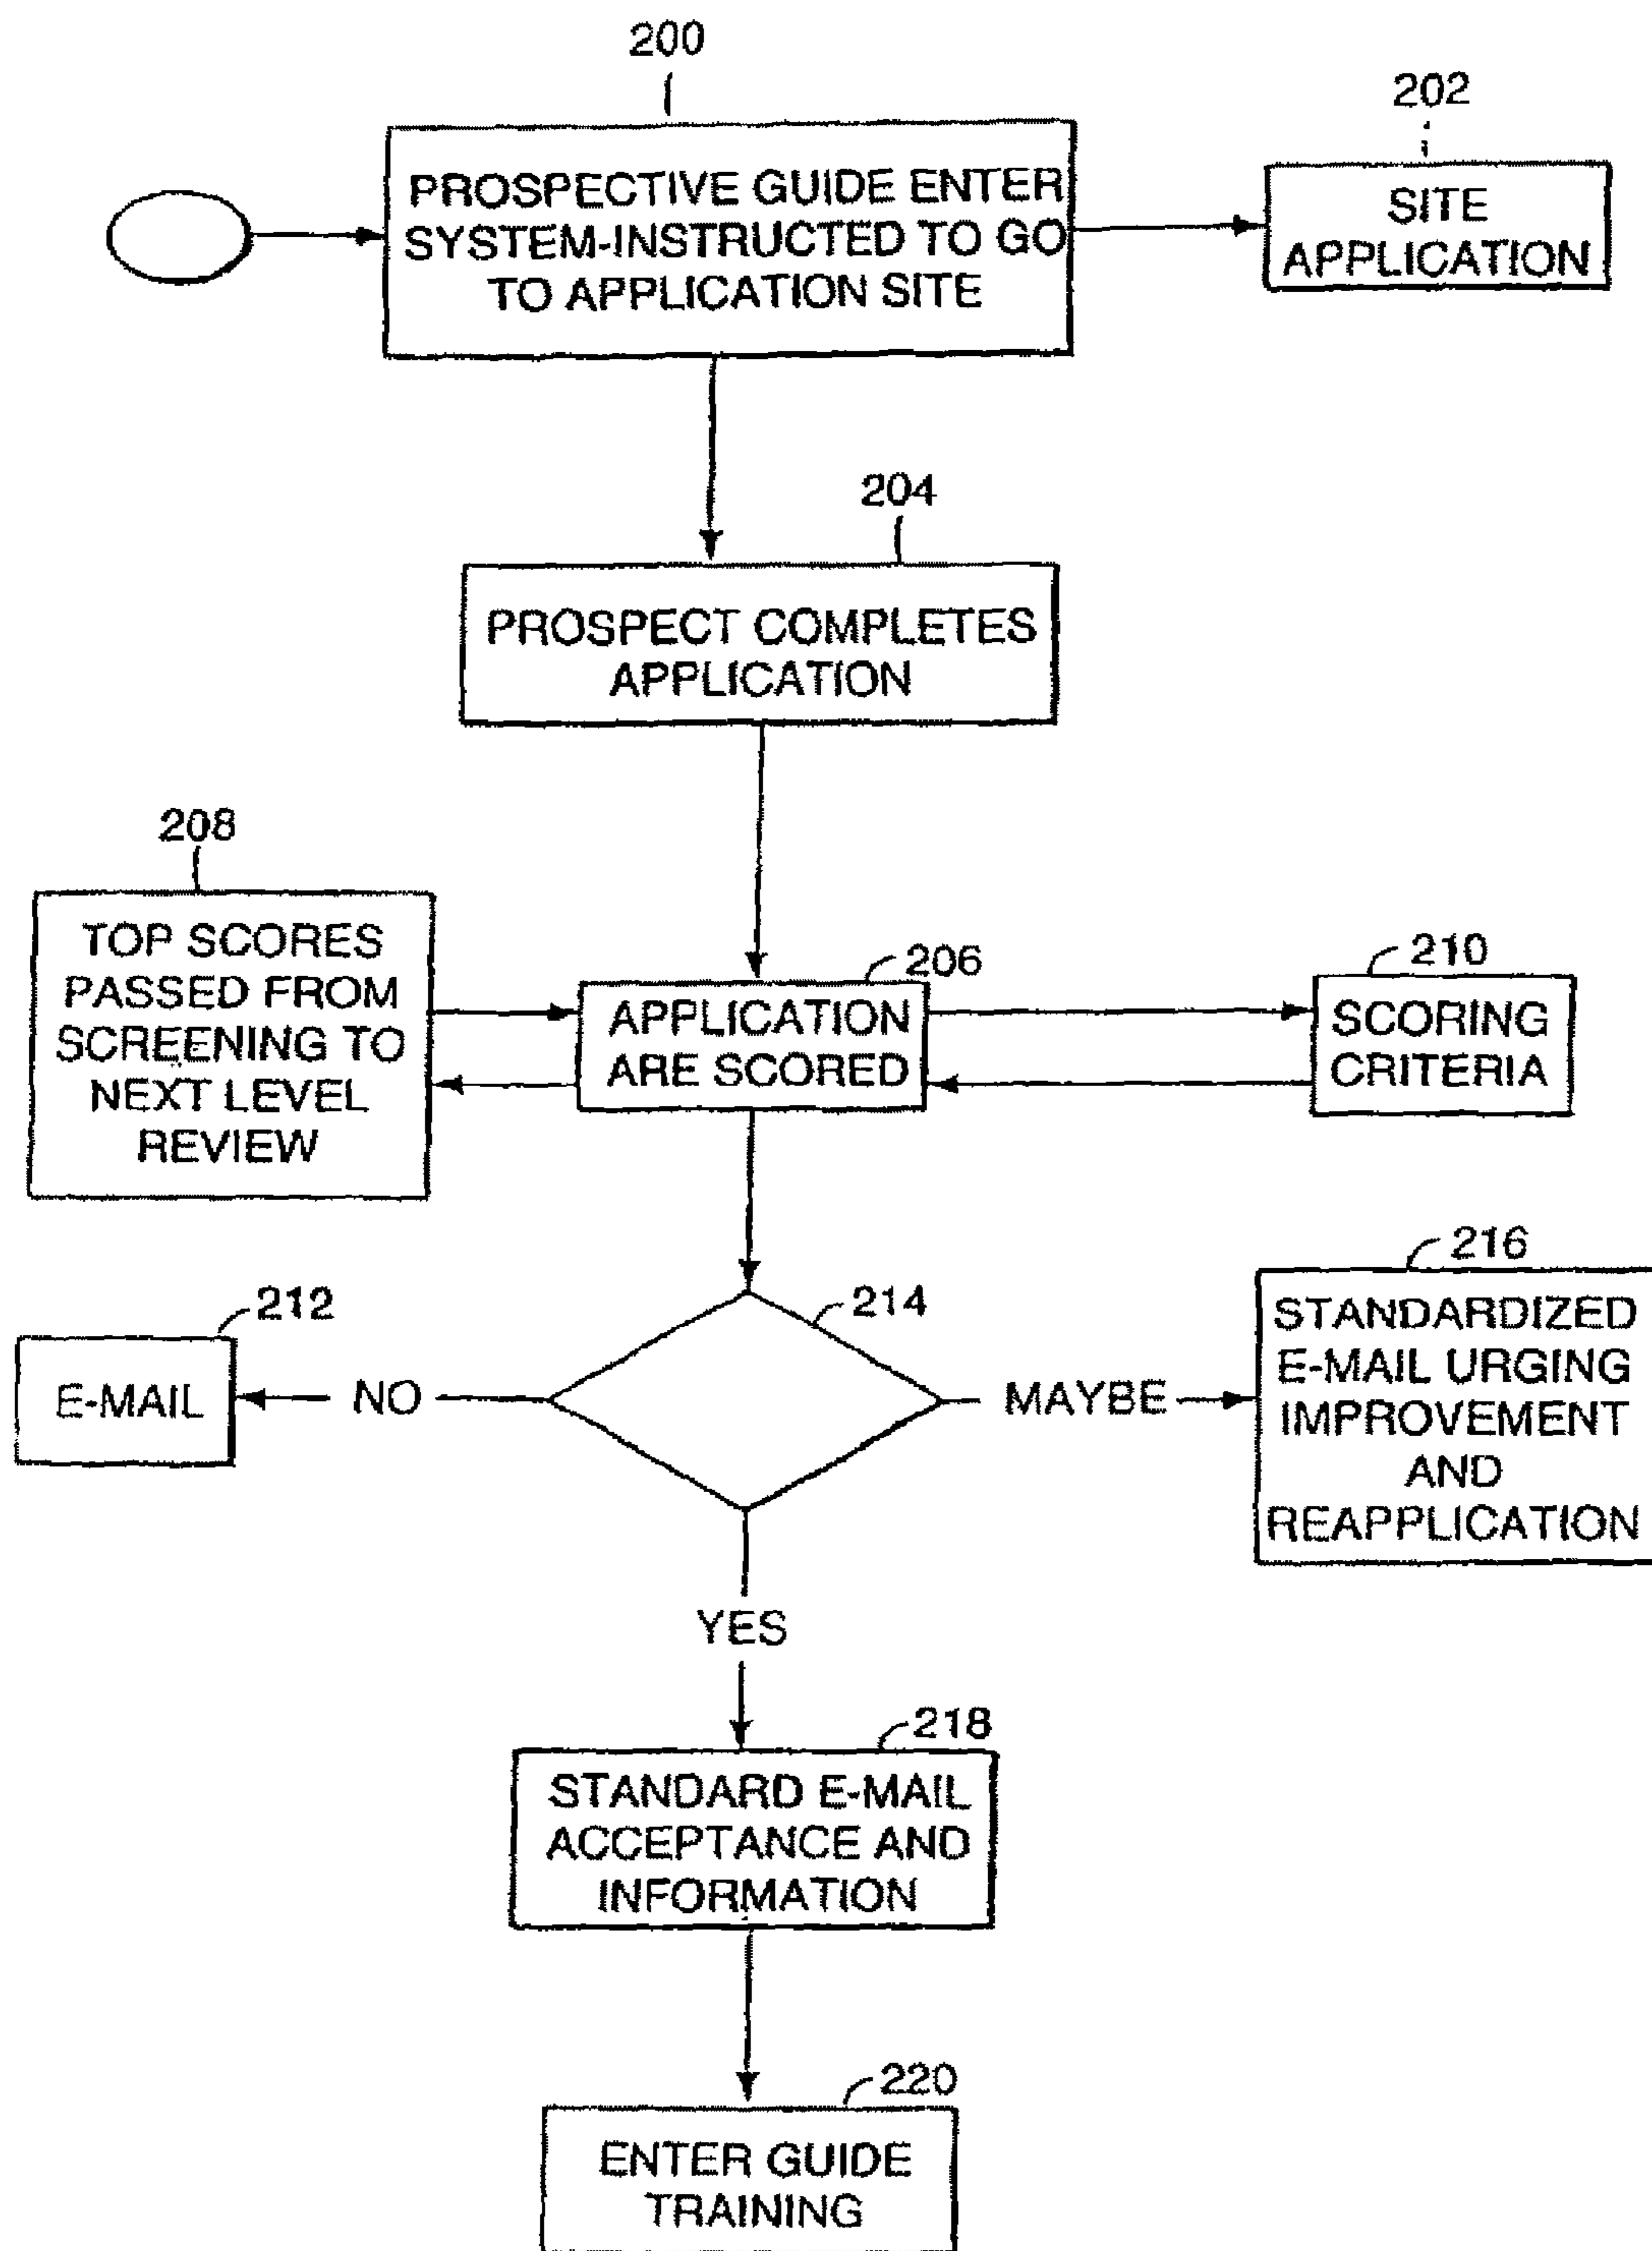 200
PROSPECTIVE GUIDE ENTER
SYSTEM-INSTRUCTED TO GO
TO APPLICATION SITE
202
SITE
APPLICATION
204
PROSPECT COMPLETES
APPLICATION
208
TOP SCORES
PASSED FROM
SCREENING TO
NEXT LEVEL
REVIEW
206
APPLICATION
ARE SCORED
210
SCORING
CRITERIA
212
E-MAIL
NO
214
MAYBE
216
STANDARDIZED
E-MAIL URGING
IMPROVEMENT
AND
REAPPLICATION
YES
218
STANDARD E-MAIL
ACCEPTANCE AND
INFORMATION
220
ENTER GUIDE
TRAINING